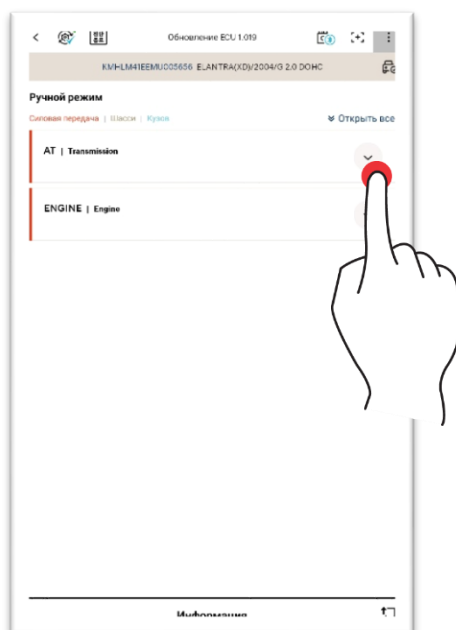 Обновление ECU 1.019
KMHLM41EEMU005656 ELANTRA(XD)/2004/G 2.0 DOHC
Ручной режим
Силовая передача | Шасси | Кузов
Открыть все
AT | Transmission
ENGINE | Engine
Информация